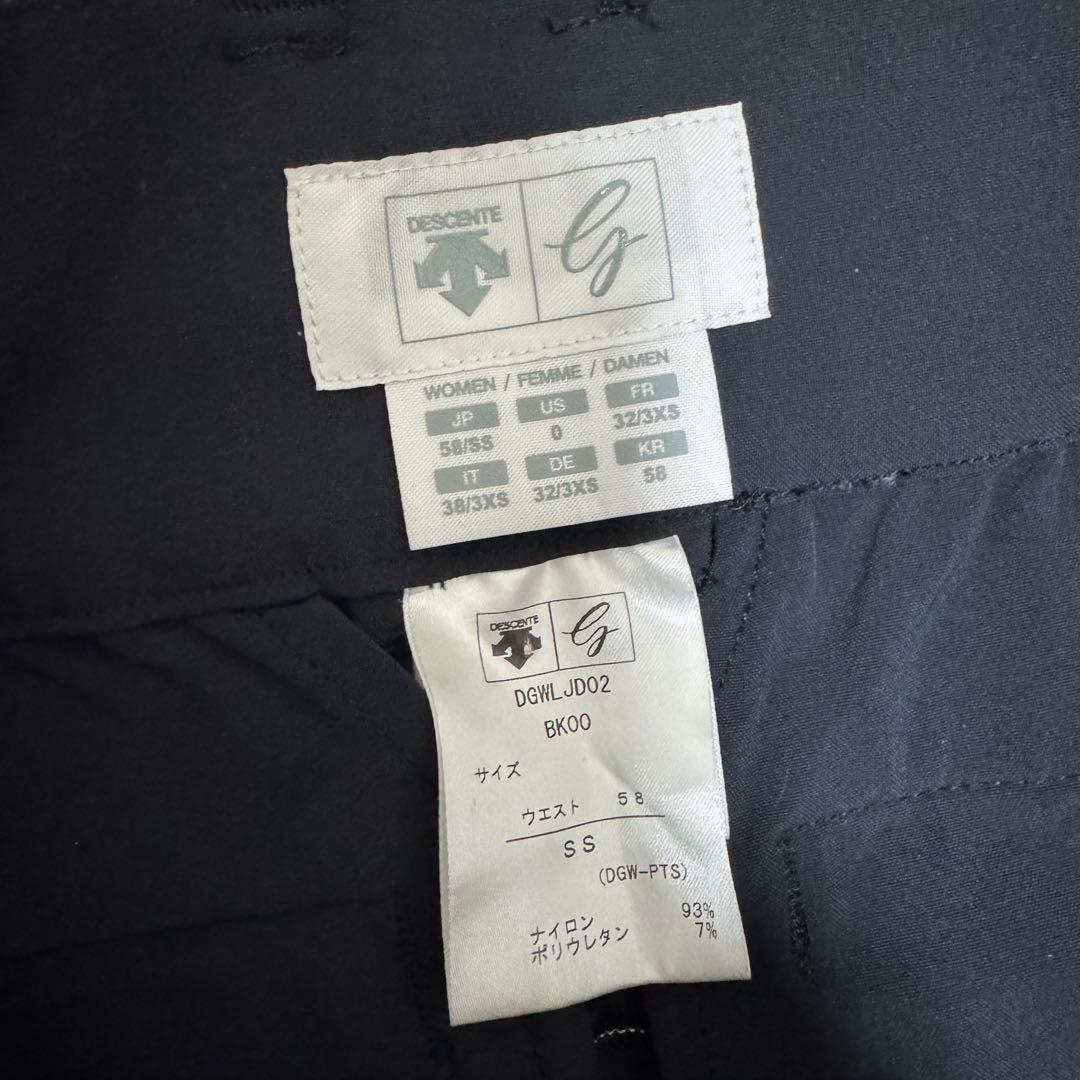 DESCENTE G
WOMEN / FEMME / DAMEN
JP US FR
58/SS 0 32/3XS
IT DE KR
38/3XS 32/3XS 58
DESCENTE G
DGWLJD02
BK00
サイズ
ウエスト 58
SS
(DGW-PTS)
ナイロン 93%
ポリウレタン 7%